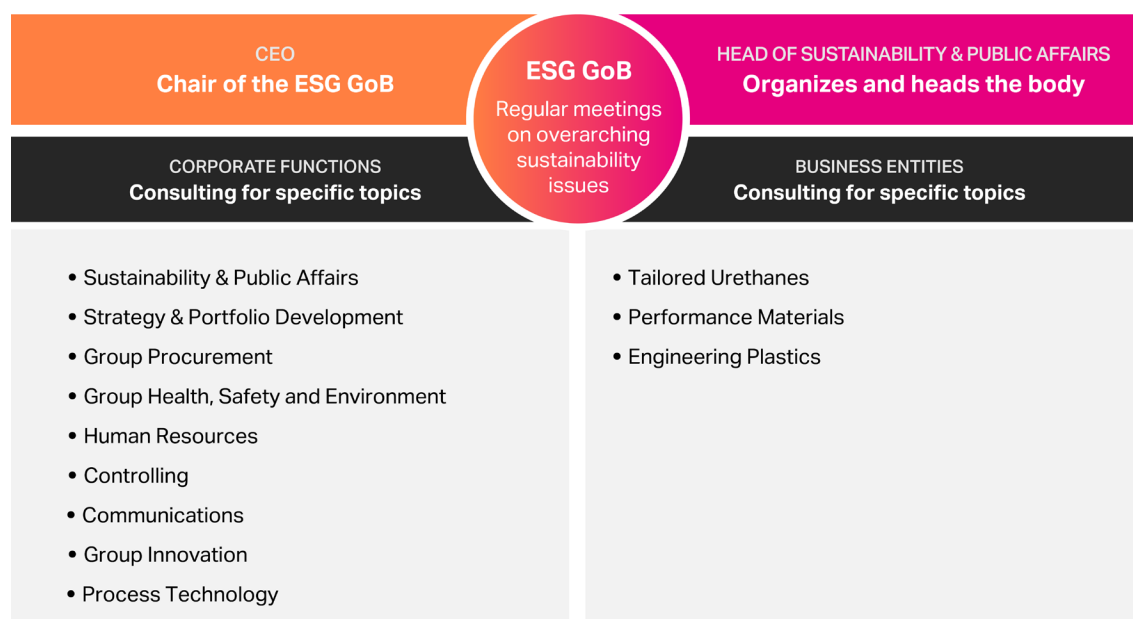 CEO
Chair of the ESG GoB
ESG GoB
Regular meetings
on overarching
sustainability
issues
HEAD OF SUSTAINABILITY & PUBLIC AFFAIRS
Organizes and heads the body
CORPORATE FUNCTIONS
Consulting for specific topics
BUSINESS ENTITIES
Consulting for specific topics
• Sustainability & Public Affairs
• Strategy & Portfolio Development
• Group Procurement
• Group Health, Safety and Environment
• Human Resources
• Controlling
• Communications
• Group Innovation
• Process Technology
• Tailored Urethanes
• Performance Materials
• Engineering Plastics